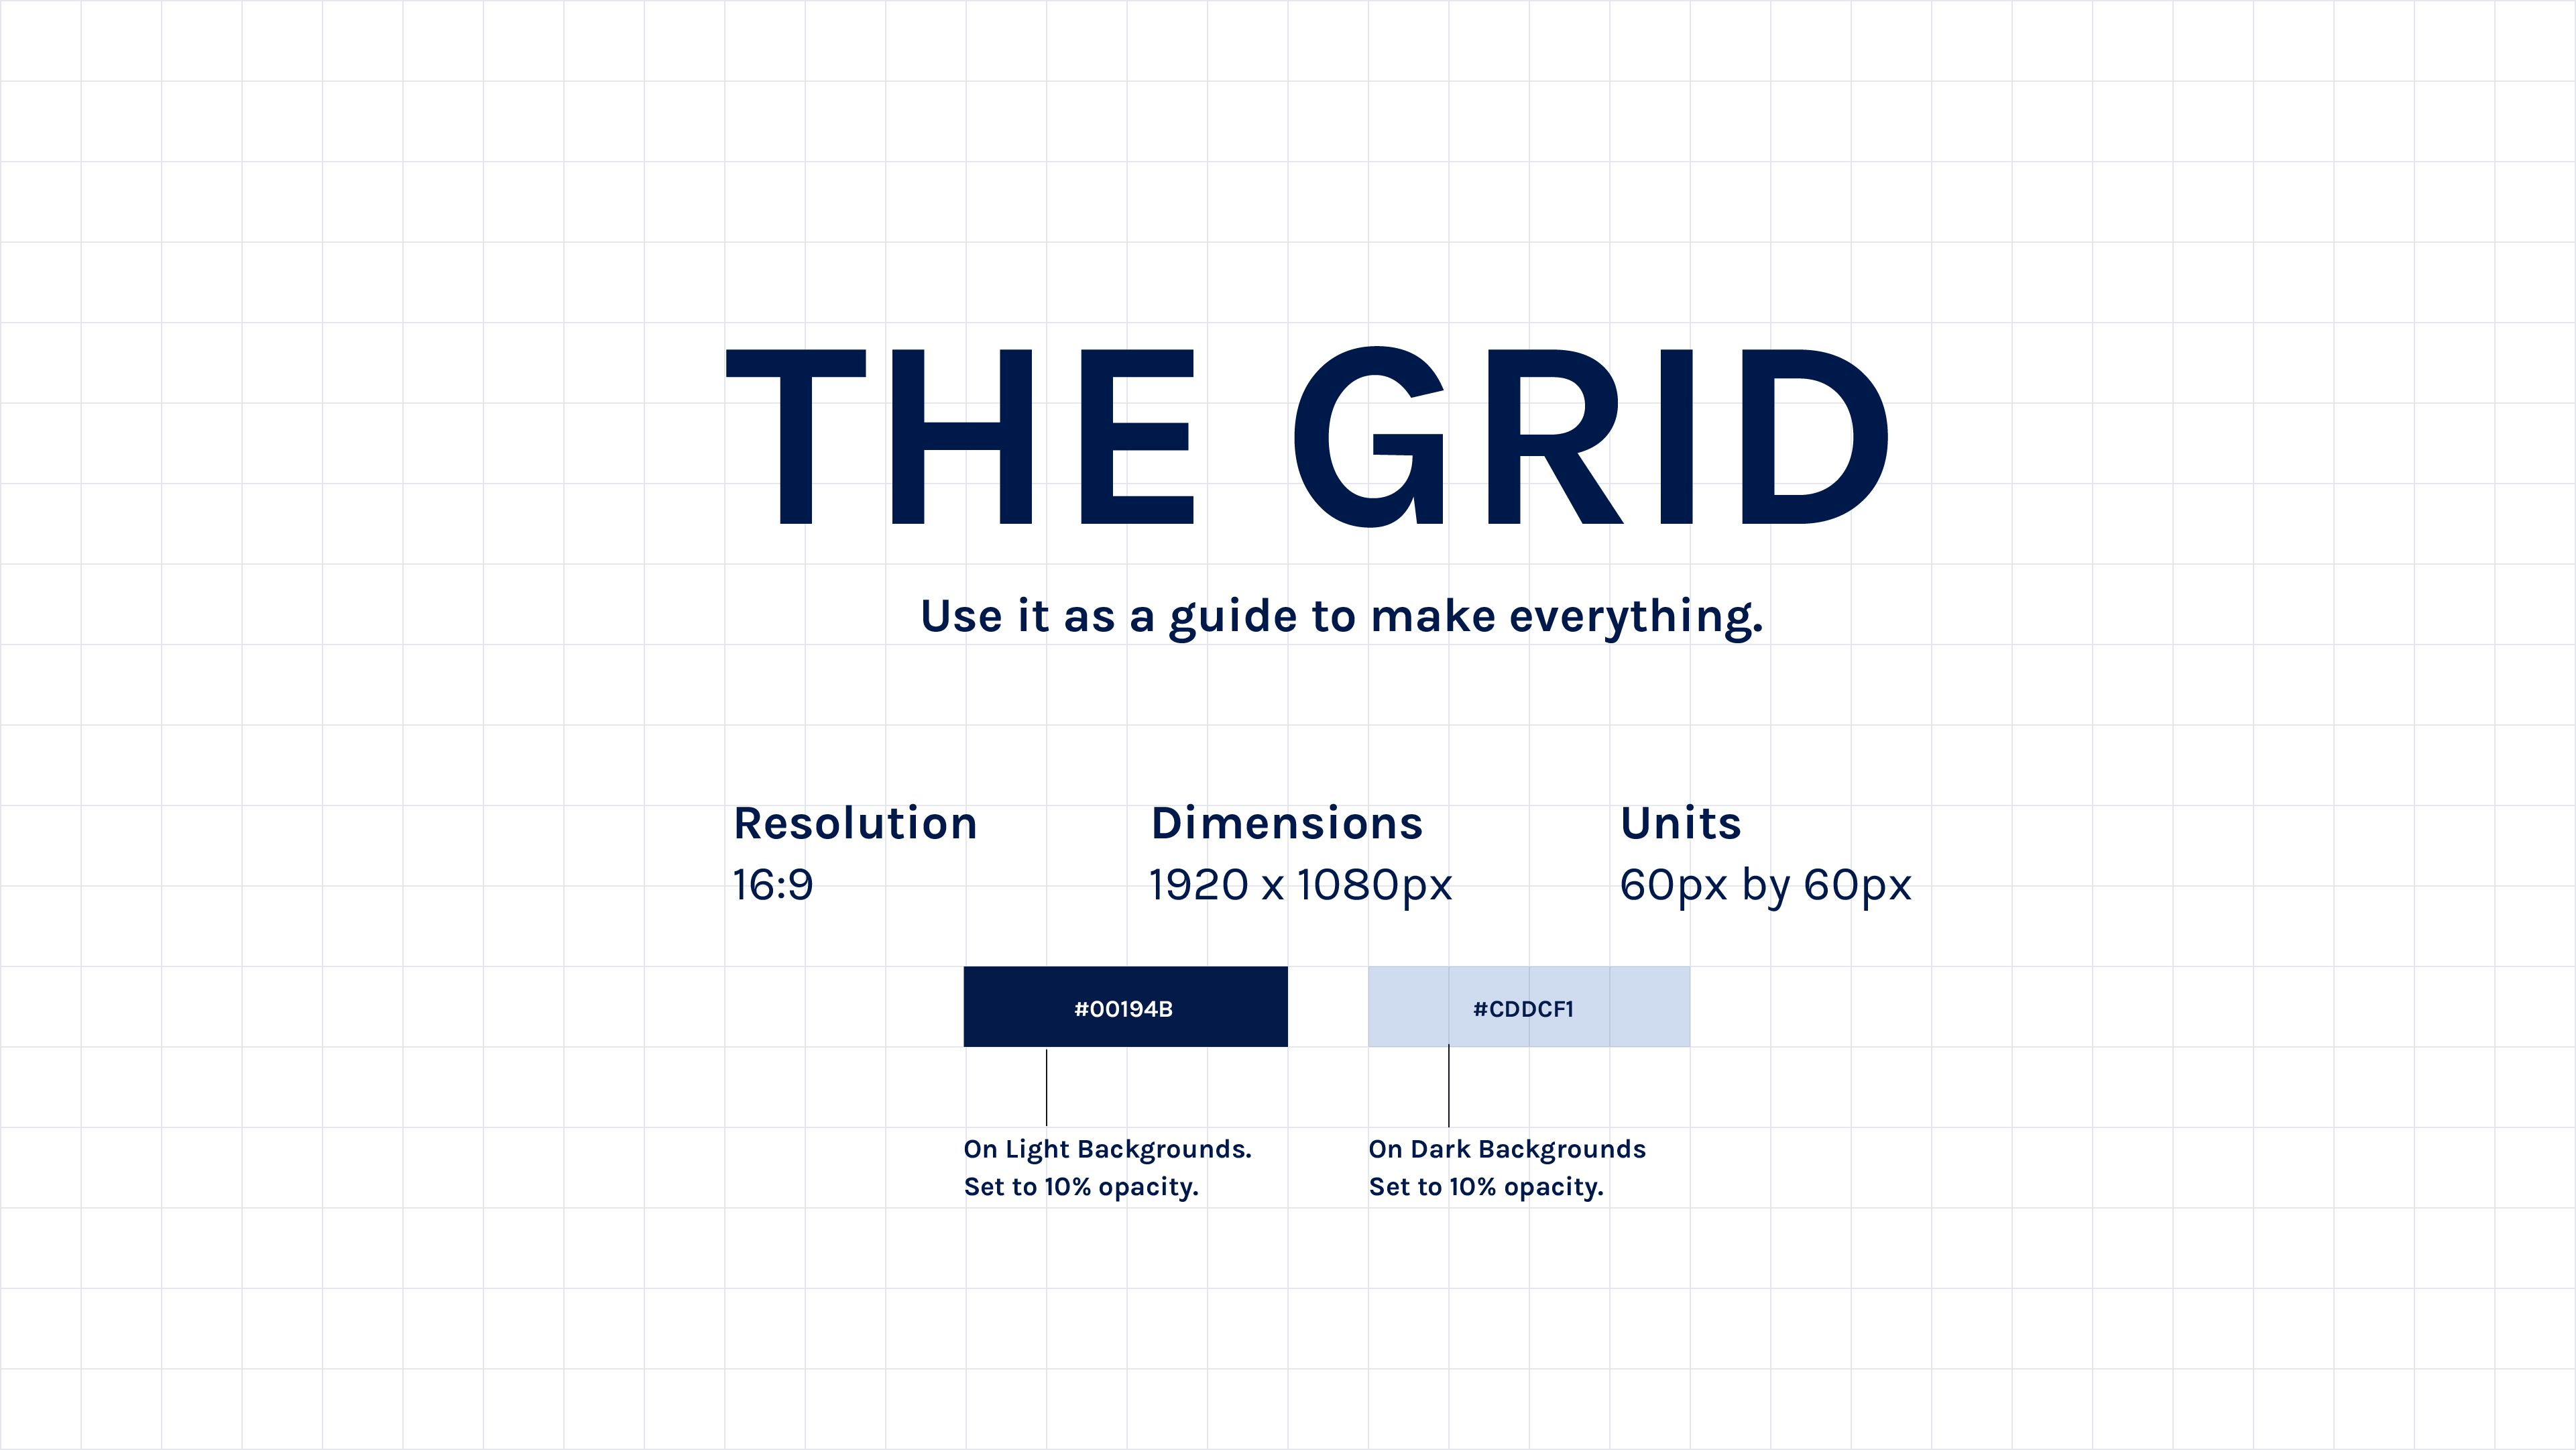 THE GRID
Use it as a guide to make everything.
Resolution
16:9
Dimensions
1920 x 1080px
Units
60px by 60px
#00194B
#CDDCF1
On Light Backgrounds.
Set to 10% opacity.
On Dark Backgrounds
Set to 10% opacity.